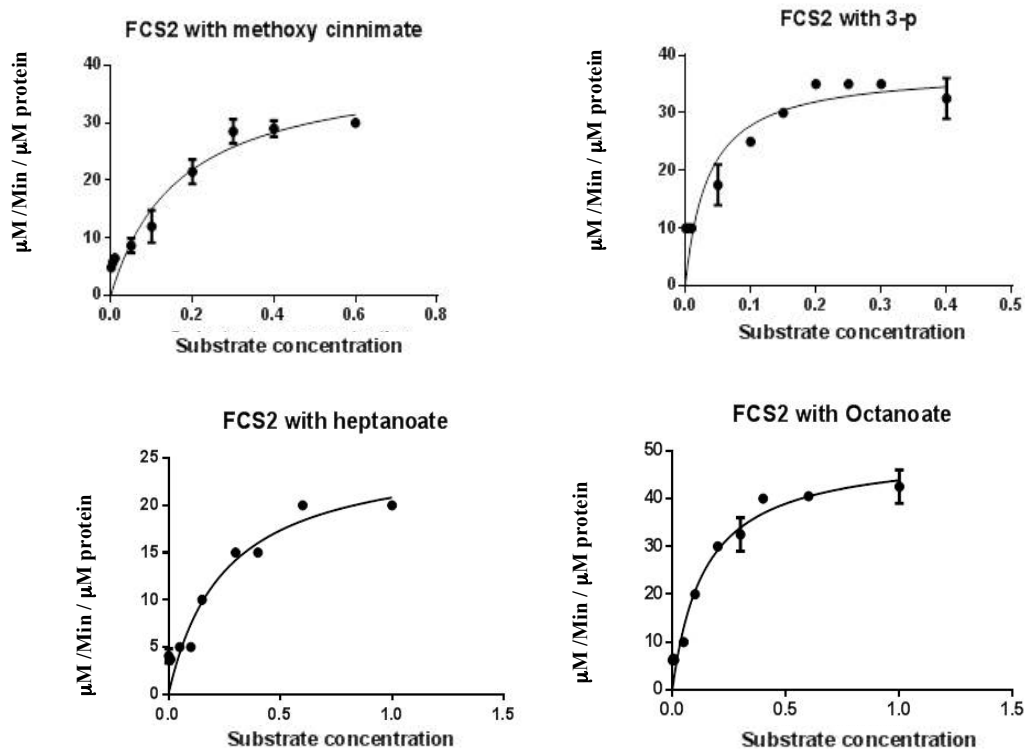 FCS2 with methoxy cinnimate
μM /Min / μM protein
40
30
20
10
0
0.0 0.2 0.4 0.6 0.8
Substrate concentration
FCS2 with 3-p
μM /Min / μM protein
40
30
20
10
0
0.0 0.1 0.2 0.3 0.4 0.5
Substrate concentration
FCS2 with heptanoate
μM /Min / μM protein
25
20
15
10
5
0
0.0 0.5 1.0 1.5
Substrate concentration
FCS2 with Octanoate
μM /Min / μM protein
50
40
30
20
10
0
0.0 0.5 1.0 1.5
Substrate concentration